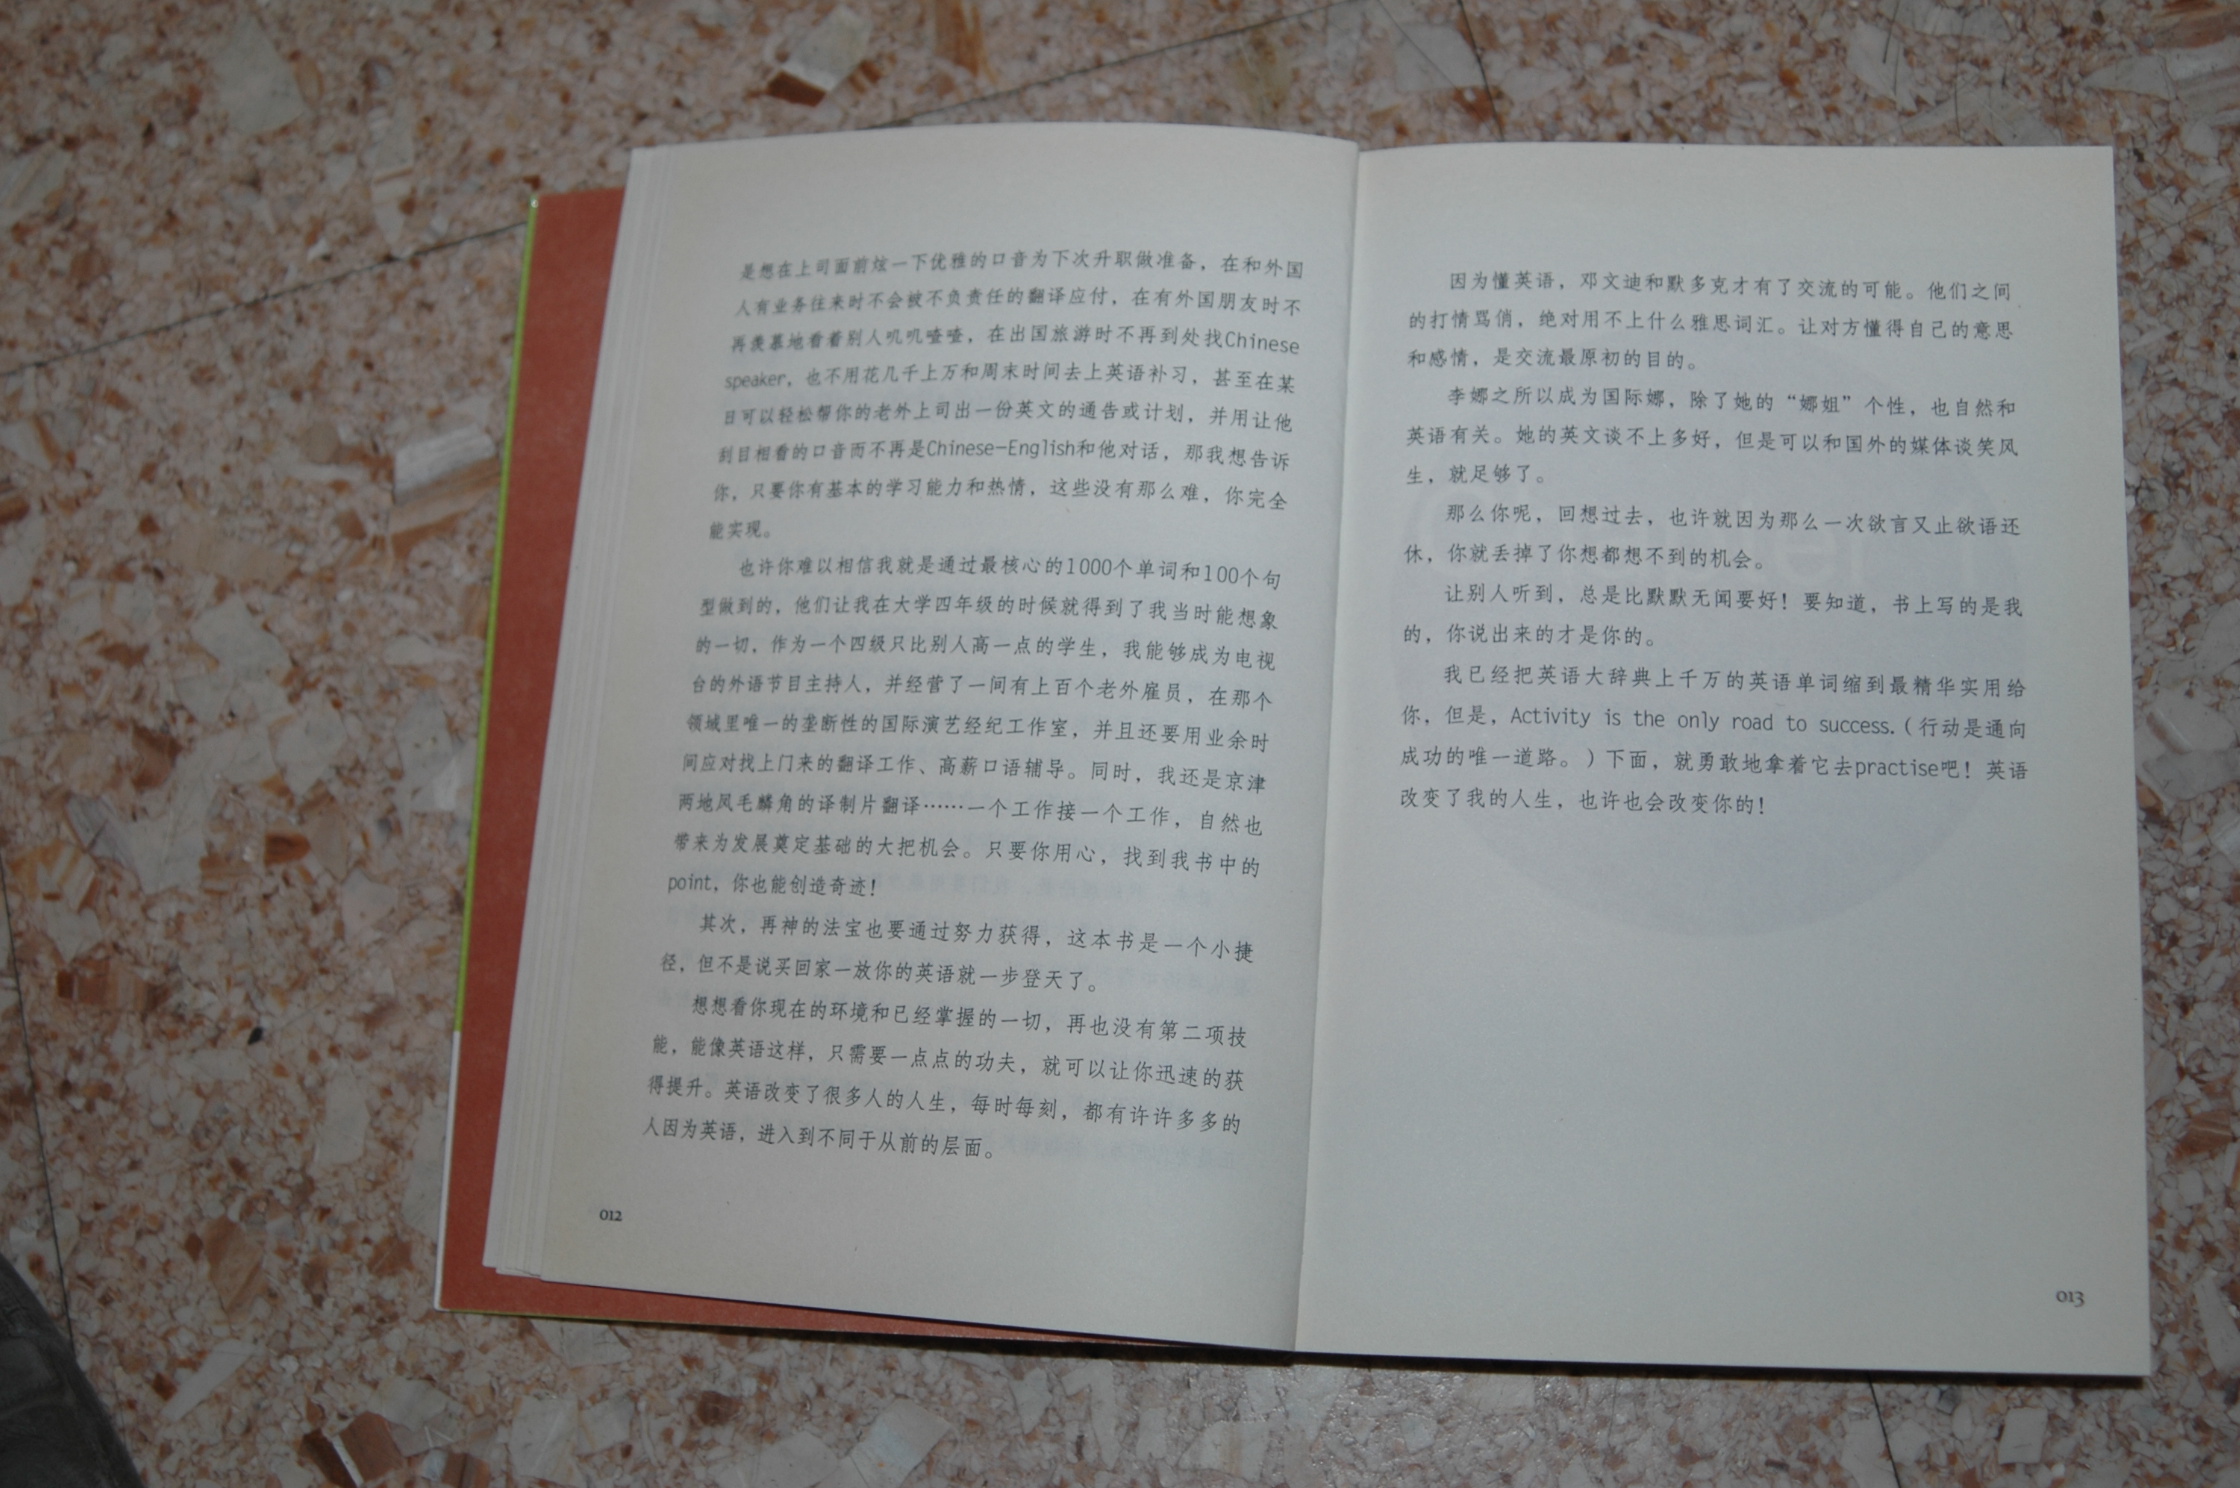 是想在上司面前炫一下优雅的口音为下次升职做准备，在和外国
人有业务往来时不会被不负责任的翻译应付，在有外国朋友时不
再羡慕地看着别人叽叽喳喳，在出国旅游时不再到处找Chinese
speaker，也不用花几千上万和周末时间去上英语补习，甚至在某
日可以轻松帮你的老外上司出一份英文的通告或计划，并用让他
刮目相看的口音而不再是Chinese-English和他对话，那我想告诉
你，只要你有基本的学习能力和热情，这些没有那么难，你完全
能实现。
也许你难以相信我就是通过最核心的1000个单词和100个句
型做到的，他们让我在大学四年级的时候就得到了我当时能想象
的一切，作为一个四级只比别人高一点的学生，我能够成为电视
台的外语节目主持人，并经营了一间有上百个老外雇员，在那个
领域里唯一的垄断性的国际演艺经纪工作室，并且还要用业余时
间应对找上门来的翻译工作、高薪口语辅导。同时，我还是京津
两地凤毛麟角的译制片翻译……一个工作接一个工作，自然也
带来为发展奠定基础的大把机会。只要你用心，找到我书中的
point，你也能创造奇迹！
其次，再神的法宝也要通过努力获得，这本书是一个小捷
径，但不是说买回家一放你的英语就一步登天了。
想想看你现在的环境和已经掌握的一切，再也没有第二项技
能，能像英语这样，只需要一点点的功夫，就可以让你迅速的获
得提升。英语改变了很多人的人生，每时每刻，都有许许多多的
人因为英语，进入到不同于从前的层面。
012
因为懂英语，邓文迪和默多克才有了交流的可能。他们之间
的打情骂俏，绝对用不上什么雅思词汇。让对方懂得自己的意思
和感情，是交流最原初的目的。
李娜之所以成为国际娜，除了她的“娜姐”个性，也自然和
英语有关。她的英文谈不上多好，但是可以和国外的媒体谈笑风
生，就足够了。
那么你呢，回想过去，也许就因为那么一次欲言又止欲语还
休，你就丢掉了你想都想不到的机会。
让别人听到，总是比默默无闻要好！要知道，书上写的是我
的，你说出来的才是你的。
我已经把英语大辞典上千万的英语单词缩到最精华实用给
你，但是，Activity is the only road to success.（行动是通向
成功的唯一道路。）下面，就勇敢地拿着它去practise吧！英语
改变了我的人生，也许也会改变你的！
013